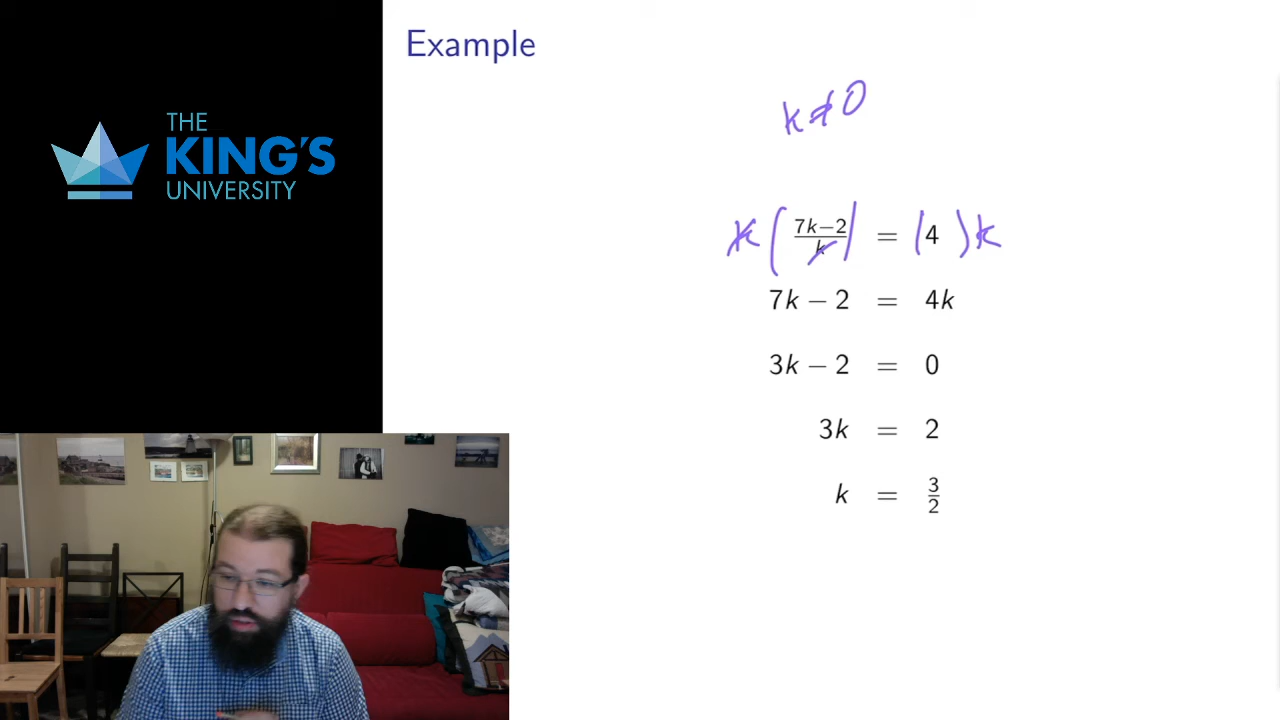 THE
KING'S
UNIVERSITY
Example
k ≠ 0
k ( (7k−2)/k ) = ( 4 ) k
7k − 2 = 4k
3k − 2 = 0
3k = 2
k = 3/2